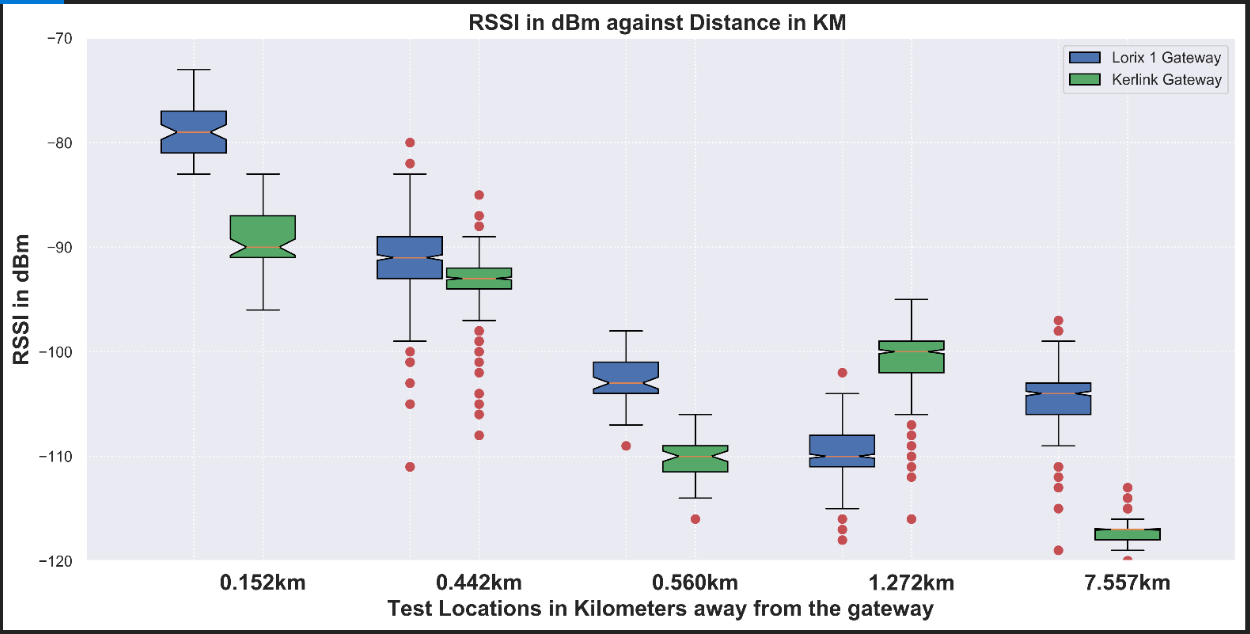 RSSI in dBm against Distance in KM
Lorix 1 Gateway
Kerlink Gateway
RSSI in dBm
−70
−80
−90
−100
−110
−120
0.152km 0.442km 0.560km 1.272km 7.557km
Test Locations in Kilometers away from the gateway